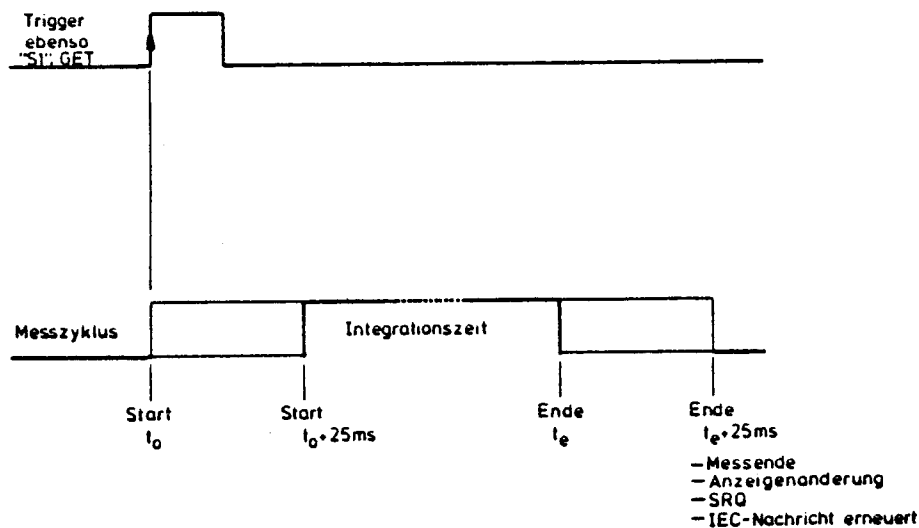 Trigger
ebenso
"S1", GET
Messzyklus
Integrationszeit
Start
t₀
Start
t₀+25ms
Ende
tₑ
Ende
tₑ+25ms
—Messende
—Anzeigenanderung
—SRQ
—IEC-Nachricht erneuert